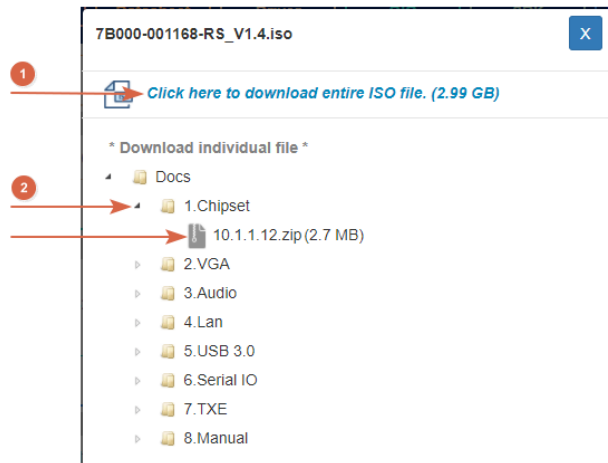 7B000-001168-RS_V1.4.iso
X
1
Click here to download entire ISO file. (2.99 GB)
* Download individual file *
2
Docs
1.Chipset
10.1.1.12.zip (2.7 MB)
2.VGA
3.Audio
4.Lan
5.USB 3.0
6.Serial IO
7.TXE
8.Manual